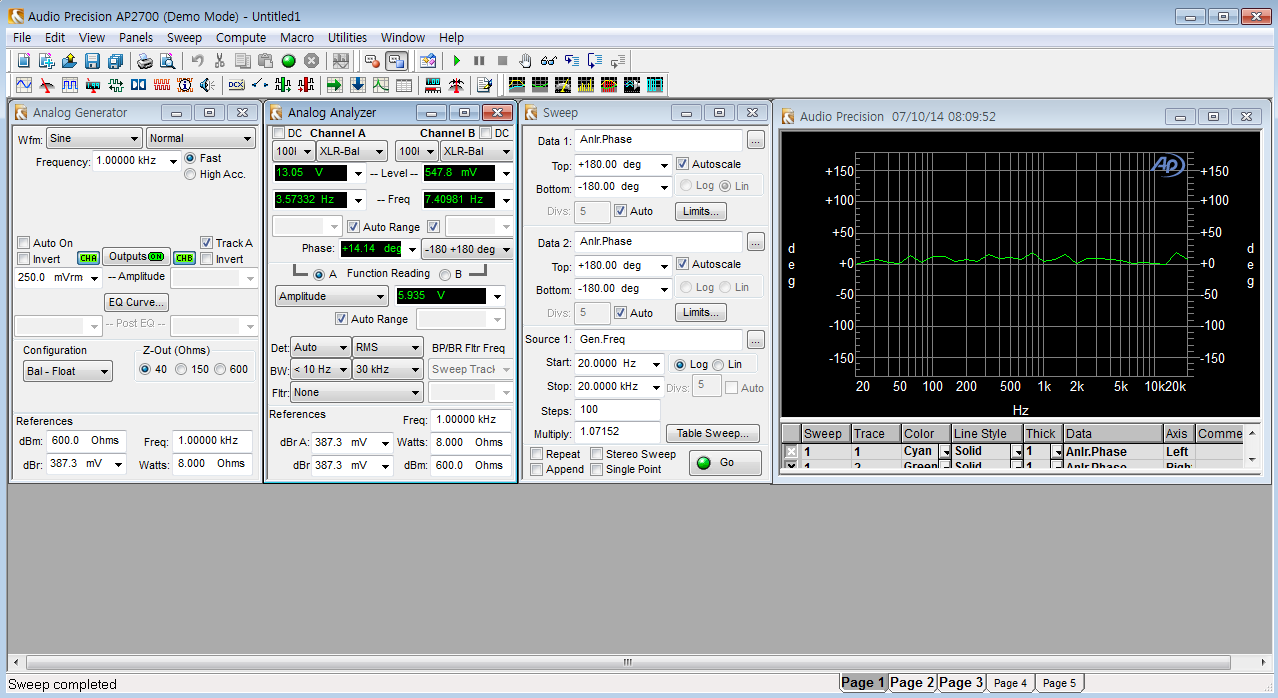 Audio Precision AP2700 (Demo Mode) - Untitled1
File Edit View Panels Sweep Compute Macro Utilities Window Help
DCX
Analog Generator
Wfm: Sine Normal
Frequency: 1.00000 kHz Fast
High Acc.
Auto On Track A
Invert CHA Outputs ON CHB Invert
250.0 mVrm -- Amplitude
EQ Curve...
-- Post EQ --
Configuration Z-Out (Ohms)
Bal - Float 40 150 600
References
dBm: 600.0 Ohms Freq: 1.00000 kHz
dBr: 387.3 mV Watts: 8.000 Ohms
Analog Analyzer
DC Channel A Channel B DC
100l XLR-Bal 100l XLR-Bal
13.05 V -- Level -- 547.8 mV
3.57332 Hz -- Freq 7.40981 Hz
Auto Range
Phase: +14.14 deg -180 +180 deg
A Function Reading B
Amplitude 5.935 V
Auto Range
Det: Auto RMS BP/BR Fltr Freq
BW: < 10 Hz 30 kHz Sweep Track
Fltr: None
References Freq: 1.00000 kHz
dBr A: 387.3 mV Watts: 8.000 Ohms
dBr 387.3 mV dBm: 600.0 Ohms
Sweep
Data 1: Anlr.Phase ...
Top: +180.00 deg Autoscale
Bottom: -180.00 deg Log Lin
Divs: 5 Auto Limits...
Data 2: Anlr.Phase ...
Top: +180.00 deg Autoscale
Bottom: -180.00 deg Log Lin
Divs: 5 Auto Limits...
Source 1: Gen.Freq ...
Start: 20.0000 Hz Log Lin
Stop: 20.0000 kHz Divs: 5 Auto
Steps: 100
Multiply: 1.07152 Table Sweep...
Repeat Stereo Sweep
Append Single Point Go
Audio Precision 07/10/14 08:09:52
Ap
+150 +150
+100 +100
+50 +50
+0 +0
-50 -50
-100 -100
-150 -150
deg deg
20 50 100 200 500 1k 2k 5k 10k20k
Hz
Sweep Trace Color Line Style Thick Data Axis Comme
1 1 Cyan Solid 1 Anlr.Phase Left
1 2 Green Solid 1 Anlr.Phase Righ
Sweep completed
Page 1 Page 2 Page 3 Page 4 Page 5